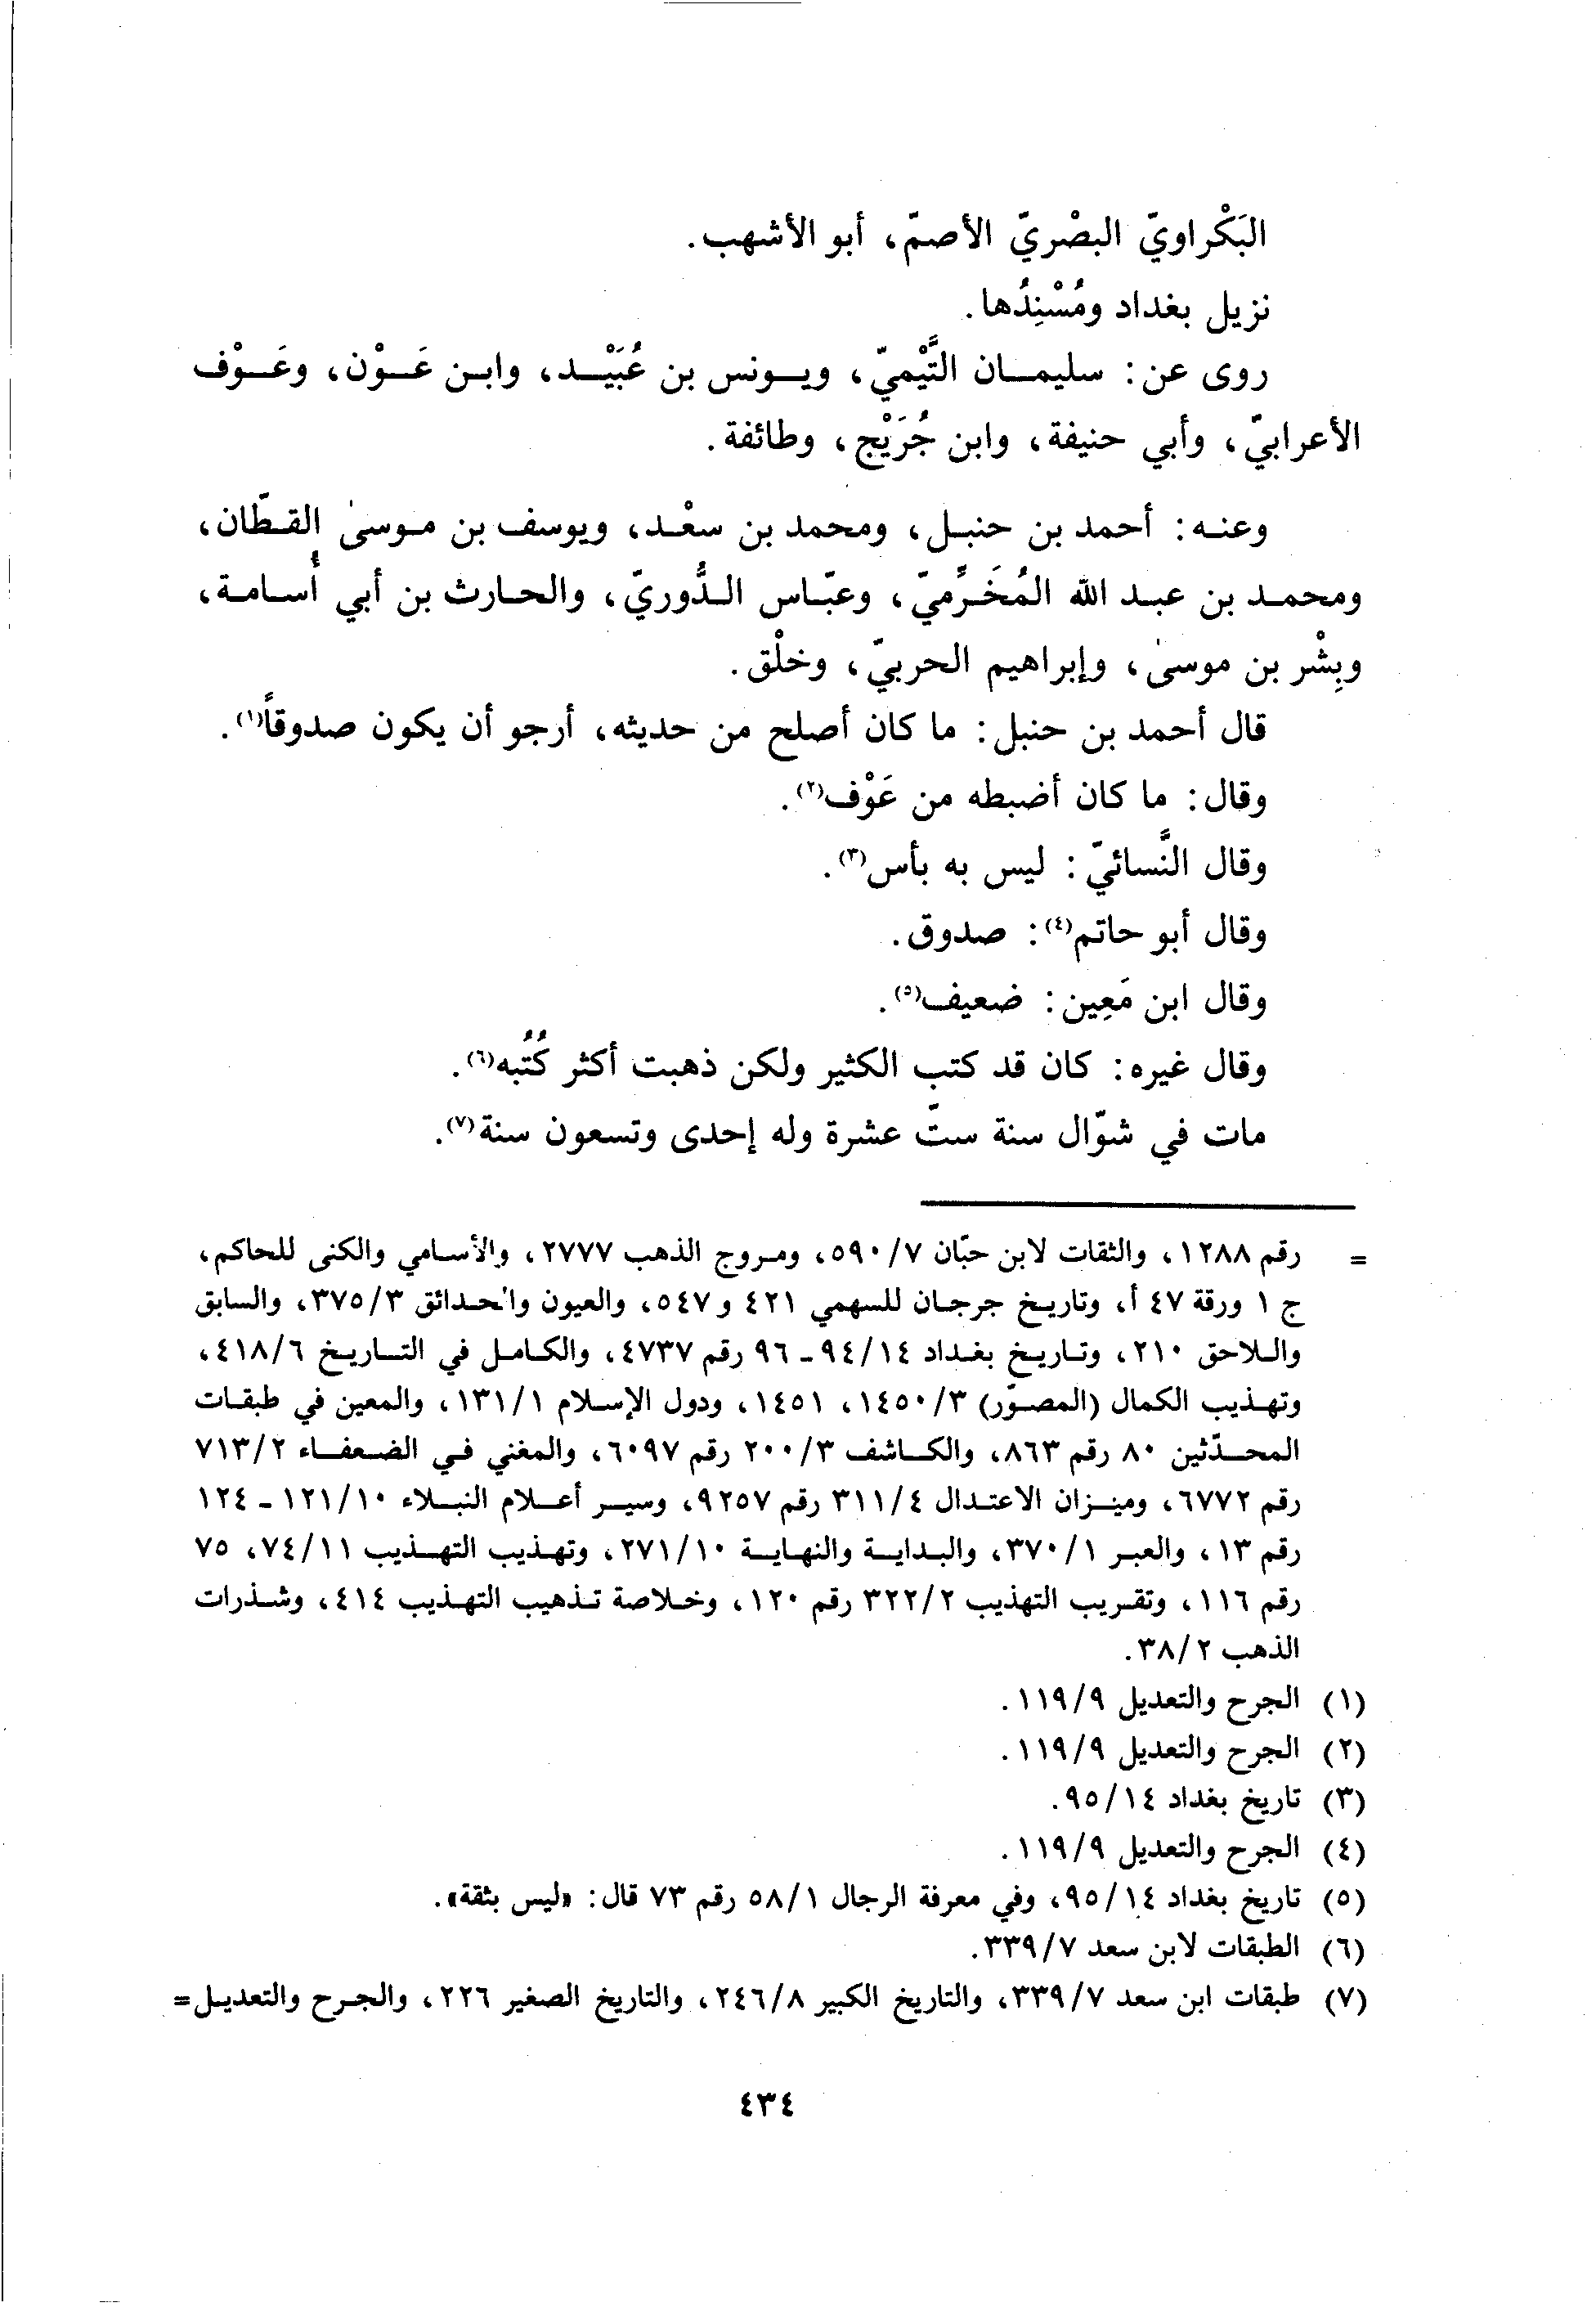 البَكْراويّ البصْريّ الأصمّ، أبو الأشهب.
نزيل بغداد ومُسْنِدُها.
روى عن: سليمان التَّيْميّ، ويونس بن عُبَيْد، وابن عَوْن، وعَوْف
الأعرابيّ، وأبي حنيفة، وابن جُرَيْج، وطائفة.
وعنه: أحمد بن حنبل، ومحمد بن سعْد، ويوسف بن موسىٰ القطّان،
ومحمد بن عبد الله المُخَرِّميّ، وعبّاس الدُّوريّ، والحارث بن أبي أُسامة،
وبِشْر بن موسىٰ، وإبراهيم الحربيّ، وخلْق.
قال أحمد بن حنبل: ما كان أصلح من حديثه، أرجو أن يكون صدوقاً(١).
وقال: ما كان أضبطه من عَوْف(٢).
وقال النَّسائيّ: ليس به بأس(٣).
وقال أبو حاتم(٤): صدوق.
وقال ابن مَعِين: ضعيف(٥).
وقال غيره: كان قد كتب الكثير ولكن ذهبت أكثر كُتُبه(٦).
مات في شوّال سنة ستّ عشرة وله إحدى وتسعون سنة(٧).
= رقم ١٢٨٨، والثقات لابن حبّان ٥٩٠/٧، ومروج الذهب ٢٧٧٧، والأسامي والكنى للحاكم،
ج ١ ورقة ٤٧ أ، وتاريخ جرجان للسهمي ٤٢١ و٥٤٧، والعيون والحدائق ٣٧٥/٣، والسابق
واللاحق ٢١٠، وتاريخ بغداد ٩٤/١٤ ـ ٩٦ رقم ٤٧٣٧، والكامل في التاريخ ٤١٨/٦،
وتهذيب الكمال (المصوّر) ١٤٥٠/٣، ١٤٥١، ودول الإسلام ١٣١/١، والمعين في طبقات
المحدّثين ٨٠ رقم ٨٦٣، والكاشف ٢٠٠/٣ رقم ٦٠٩٧، والمغني في الضعفاء ٧١٣/٢
رقم ٦٧٧٢، وميزان الاعتدال ٣١١/٤ رقم ٩٢٥٧، وسير أعلام النبلاء ١٢١/١٠ ـ ١٢٤
رقم ١٣، والعبر ٣٧٠/١، والبداية والنهاية ٢٧١/١٠، وتهذيب التهذيب ٧٤/١١، ٧٥
رقم ١١٦، وتقريب التهذيب ٣٢٢/٢ رقم ١٢٠، وخلاصة تذهيب التهذيب ٤١٤، وشذرات
الذهب ٣٨/٢.
(١) الجرح والتعديل ١١٩/٩.
(٢) الجرح والتعديل ١١٩/٩.
(٣) تاريخ بغداد ٩٥/١٤.
(٤) الجرح والتعديل ١١٩/٩.
(٥) تاريخ بغداد ٩٥/١٤، وفي معرفة الرجال ٥٨/١ رقم ٧٣ قال: «ليس بثقة».
(٦) الطبقات لابن سعد ٣٣٩/٧.
(٧) طبقات ابن سعد ٣٣٩/٧، والتاريخ الكبير ٢٤٦/٨، والتاريخ الصغير ٢٢٦، والجرح والتعديل=
٤٣٤